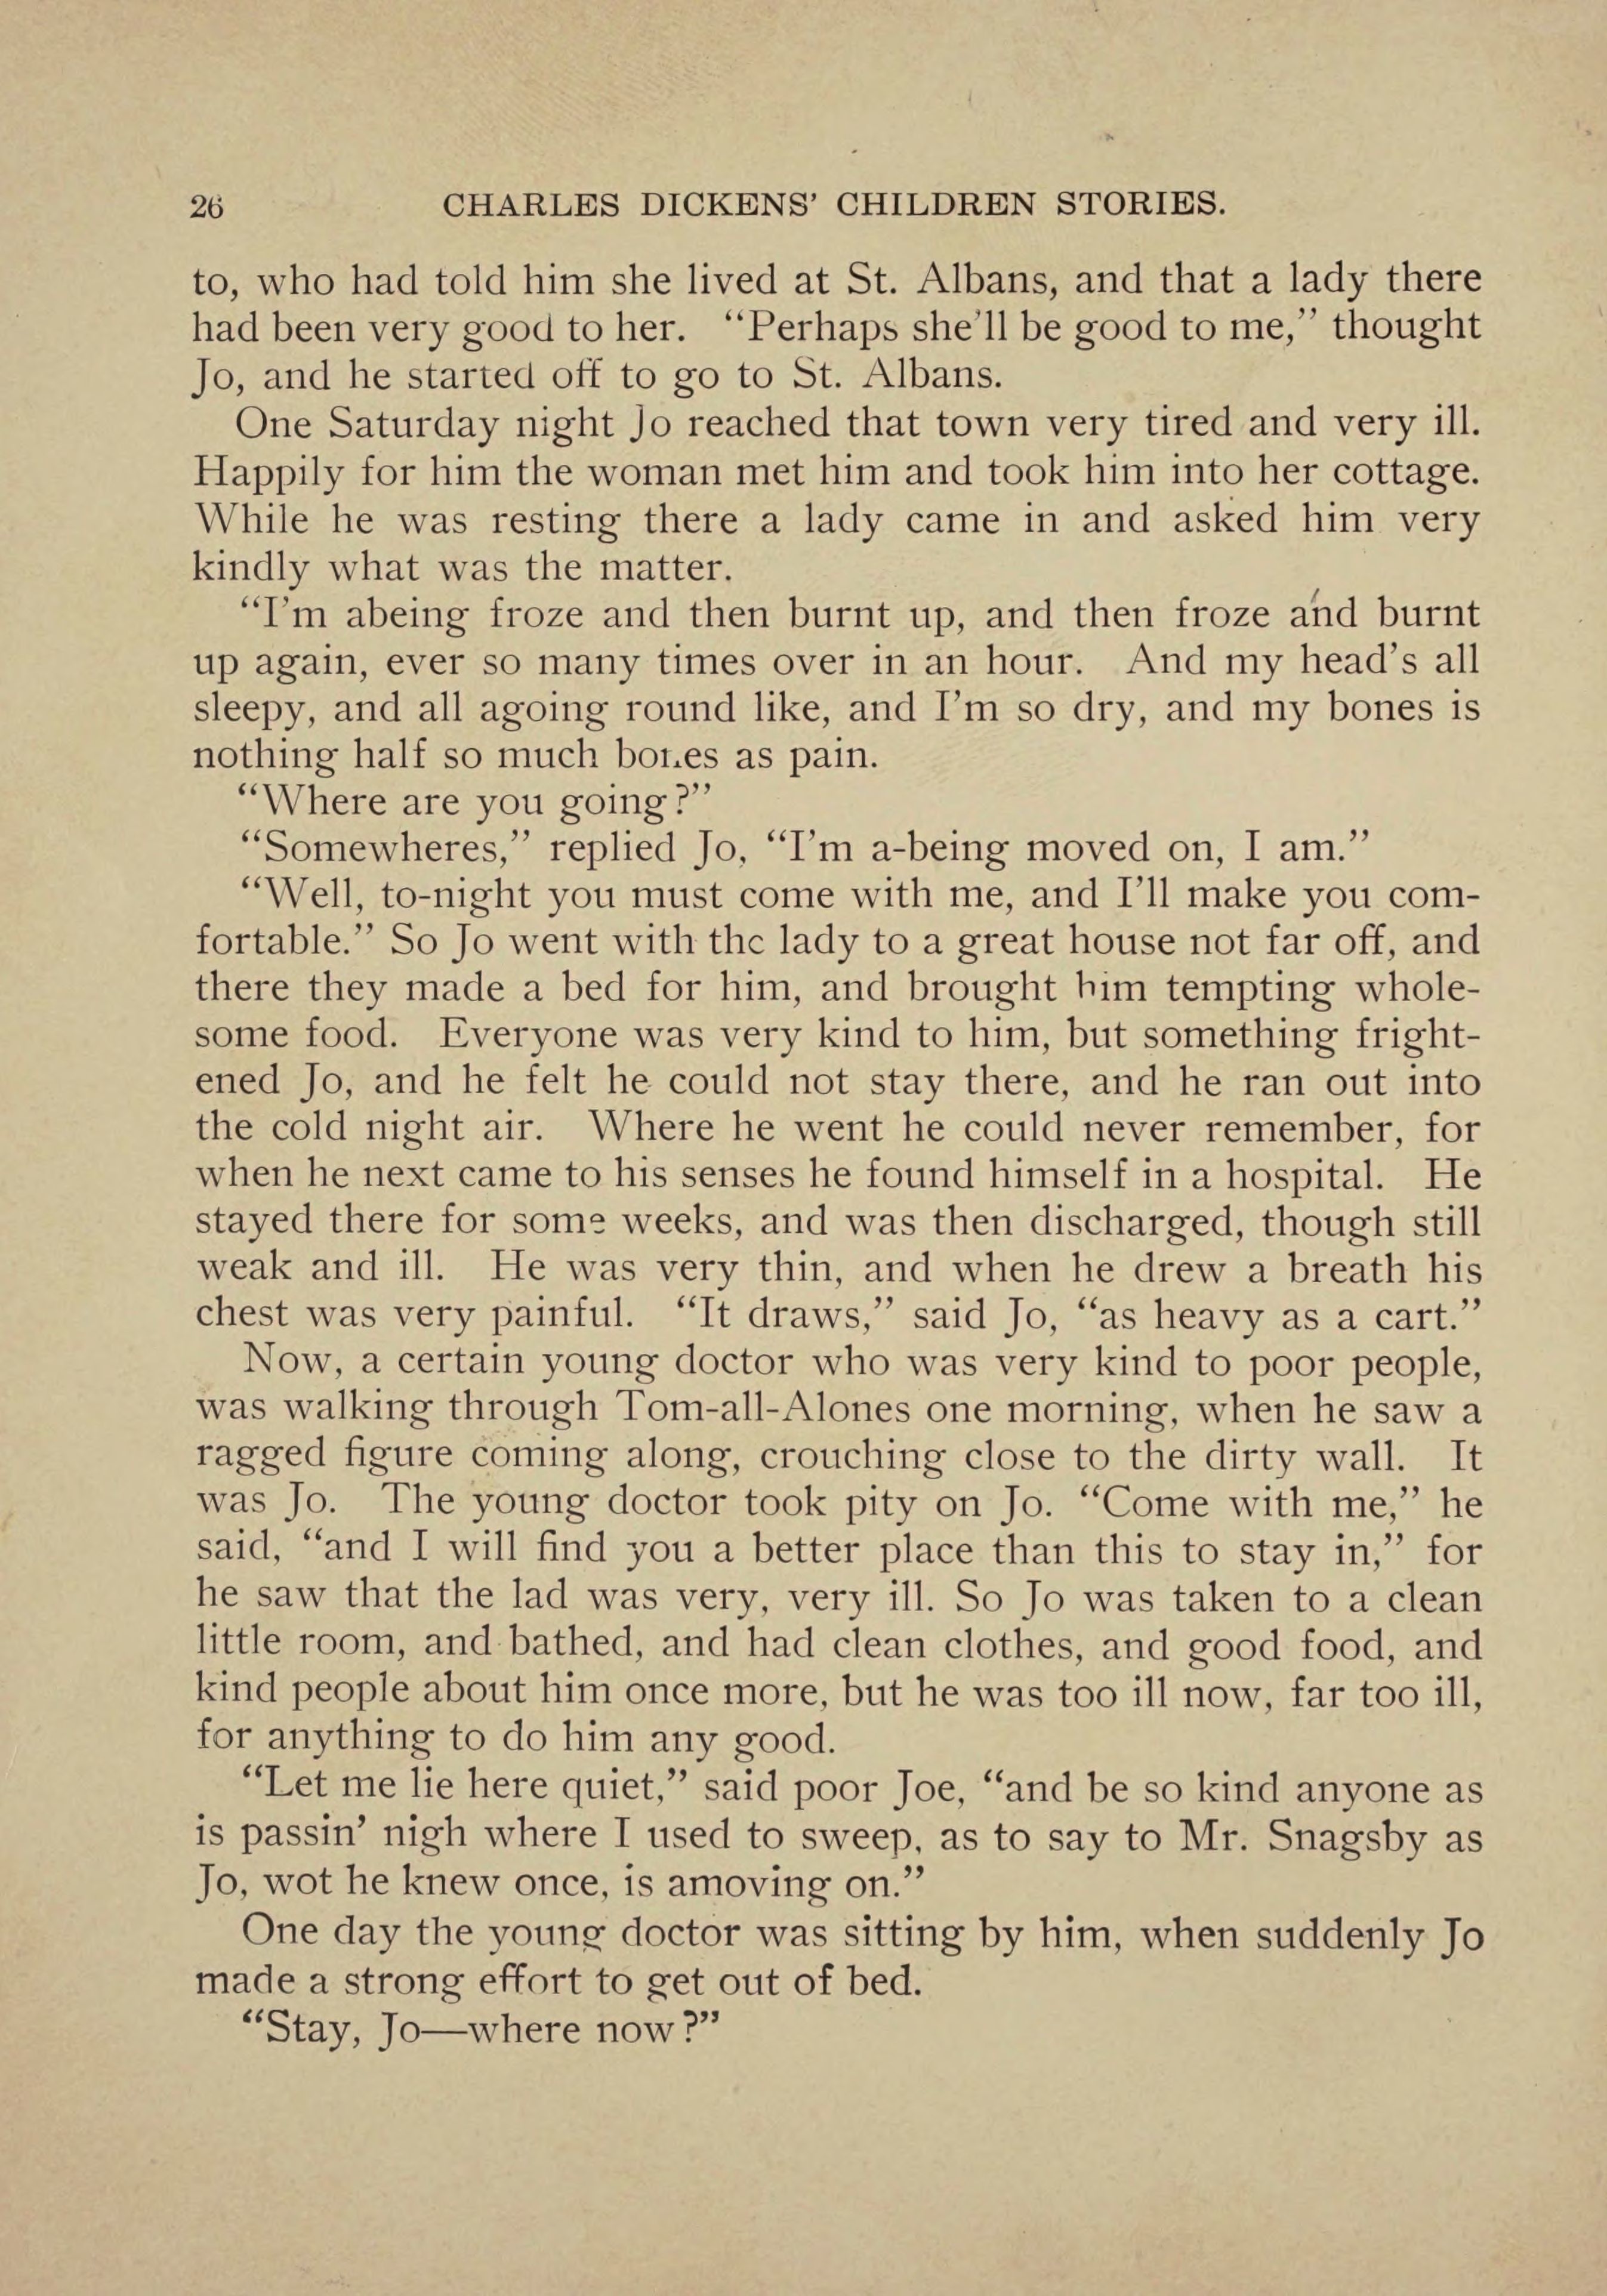 26 CHARLES DICKENS’ CHILDREN STORIES.
to, who had told him she lived at St. Albans, and that a lady there
had been very good to her. “Perhaps she’ll be good to me,” thought
Jo, and he started off to go to St. Albans.
One Saturday night Jo reached that town very tired and very ill.
Happily for him the woman met him and took him into her cottage.
While he was resting there a lady came in and asked him very
kindly what was the matter.
“I’m abeing froze and then burnt up, and then froze and burnt
up again, ever so many times over in an hour. And my head’s all
sleepy, and all agoing round like, and I’m so dry, and my bones is
nothing half so much bones as pain.
“Where are you going?”
“Somewheres,” replied Jo, “I’m a-being moved on, I am.”
“Well, to-night you must come with me, and I’ll make you com-
fortable.” So Jo went with the lady to a great house not far off, and
there they made a bed for him, and brought him tempting whole-
some food. Everyone was very kind to him, but something fright-
ened Jo, and he felt he could not stay there, and he ran out into
the cold night air. Where he went he could never remember, for
when he next came to his senses he found himself in a hospital. He
stayed there for some weeks, and was then discharged, though still
weak and ill. He was very thin, and when he drew a breath his
chest was very painful. “It draws,” said Jo, “as heavy as a cart.”
Now, a certain young doctor who was very kind to poor people,
was walking through Tom-all-Alones one morning, when he saw a
ragged figure coming along, crouching close to the dirty wall. It
was Jo. The young doctor took pity on Jo. “Come with me,” he
said, “and I will find you a better place than this to stay in,” for
he saw that the lad was very, very ill. So Jo was taken to a clean
little room, and bathed, and had clean clothes, and good food, and
kind people about him once more, but he was too ill now, far too ill,
for anything to do him any good.
“Let me lie here quiet,” said poor Joe, “and be so kind anyone as
is passin’ nigh where I used to sweep, as to say to Mr. Snagsby as
Jo, wot he knew once, is amoving on.”
One day the young doctor was sitting by him, when suddenly Jo
made a strong effort to get out of bed.
“Stay, Jo—where now?”